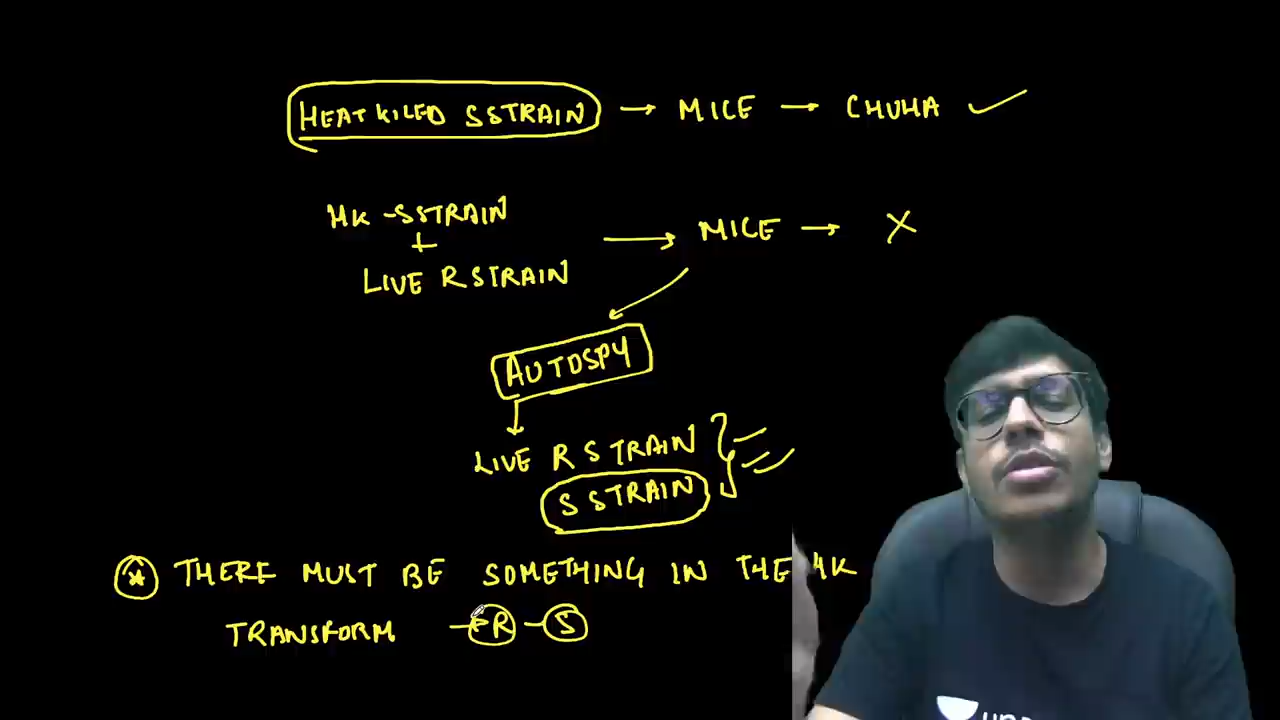 HEAT KILED S STRAIN → MICE → CHUHA ✓
HK - S STRAIN
+
LIVE R STRAIN → MICE → X
AUTOSPY
LIVE R STRAIN
S STRAIN
* THERE MUST BE SOMETHING IN THE HK
TRANSFORM R - S